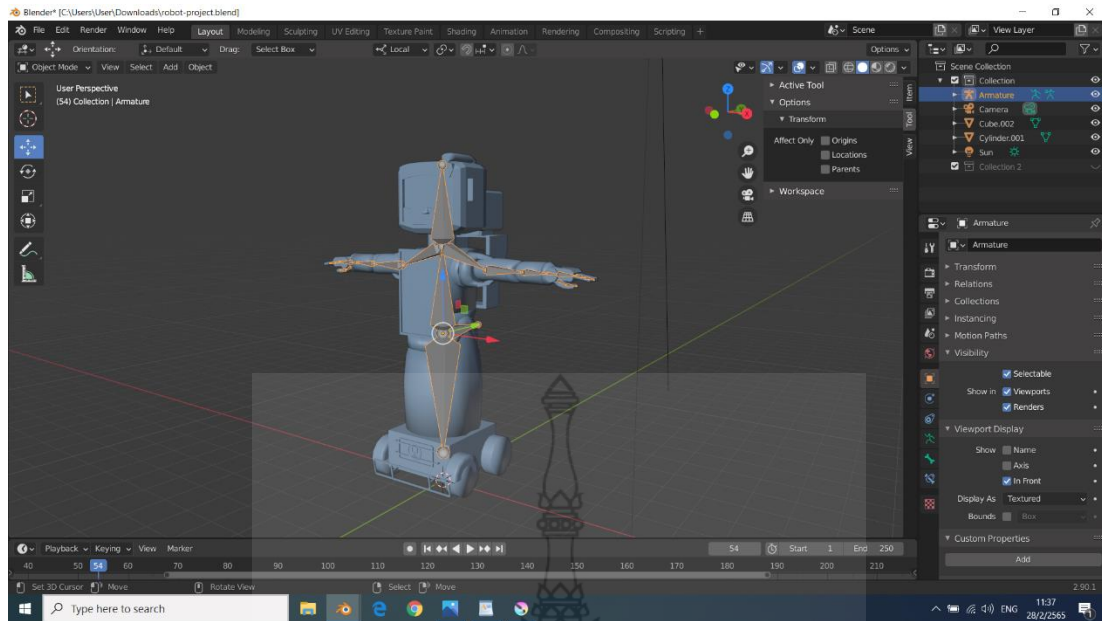 Blender* [C:\Users\User\Downloads\robot-project.blend]
File Edit Render Window Help Layout Modeling Sculpting UV Editing Texture Paint Shading Animation Rendering Compositing Scripting + Scene View Layer
Orientation: Default Drag: Select Box Local Options
Object Mode View Select Add Object
User Perspective
(54) Collection | Armature
Z
Active Tool
Options
Transform
Affect Only Origins
Locations
Parents
Workspace
Item
Tool
View
Scene Collection
Collection
Armature
Camera
Cube.002
Cylinder.001
Sun
Collection 2
Armature
Armature
Transform
Relations
Collections
Instancing
Motion Paths
Visibility
Selectable
Show in Viewports
Renders
Viewport Display
Show Name
Axis
In Front
Display As Textured
Bounds Box
Custom Properties
Add
Playback Keying View Marker 54 Start 1 End 250
40 50 54 60 70 80 90 100 110 120 130 140 150 160 170 180 190 200 210
Set 3D Cursor Move Rotate View Select Move 2.90.1
Type here to search ENG 11:37
28/2/2565